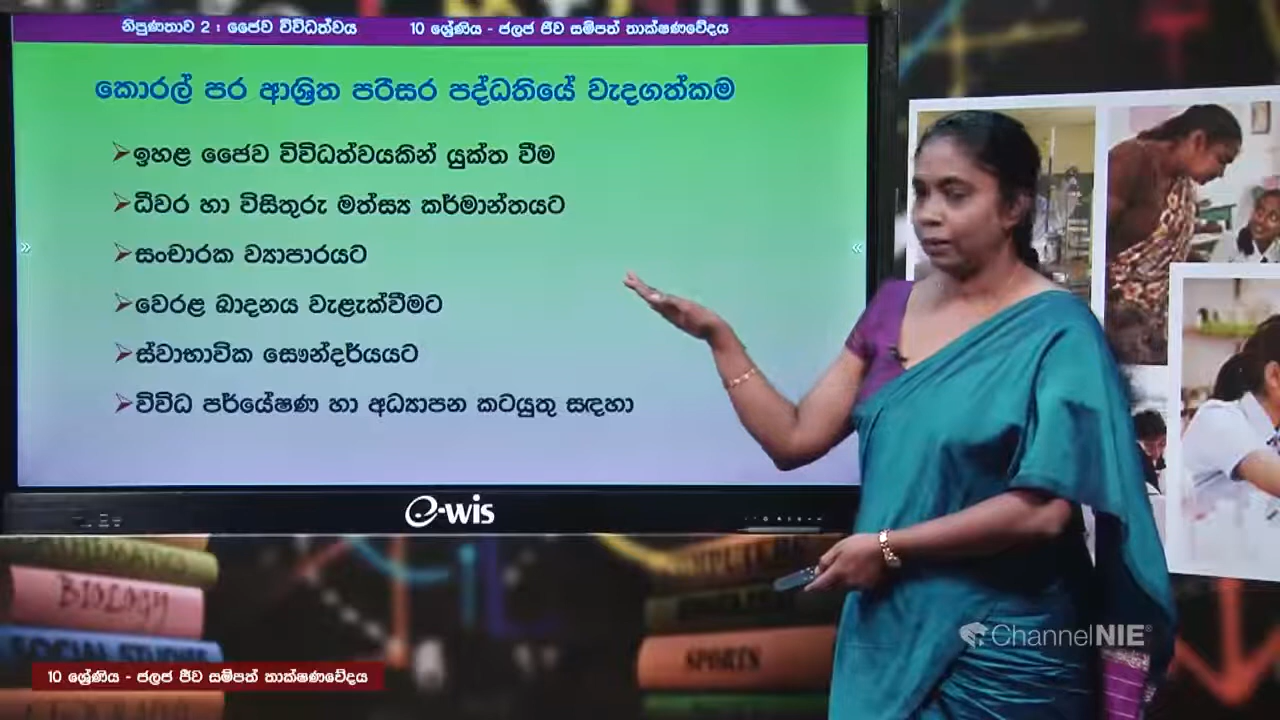 නිපුණතාව 2 : ජෛව විවිධත්වය 10 ශ්‍රේණිය - ජලජ ජීව සම්පත් තාක්ෂණවේදය
කොරල් පර ආශ්‍රිත පරිසර පද්ධතියේ වැදගත්කම
➢ඉහළ ජෛව විවිධත්වයකින් යුක්ත වීම
➢ධීවර හා විසිතුරු මත්ස්‍ය කර්මාන්තයට
➢සංචාරක ව්‍යාපාරයට
➢වෙරළ ඛාදනය වැළැක්වීමට
➢ස්වාභාවික සෞන්දර්යයට
➢විවිධ පර්යේෂණ හා අධ්‍යාපන කටයුතු සඳහා
e-wis
BIOLOGY
SOCIAL STUDIES
SPORTS
ChannelNIE
10 ශ්‍රේණිය - ජලජ ජීව සම්පත් තාක්ෂණවේදය